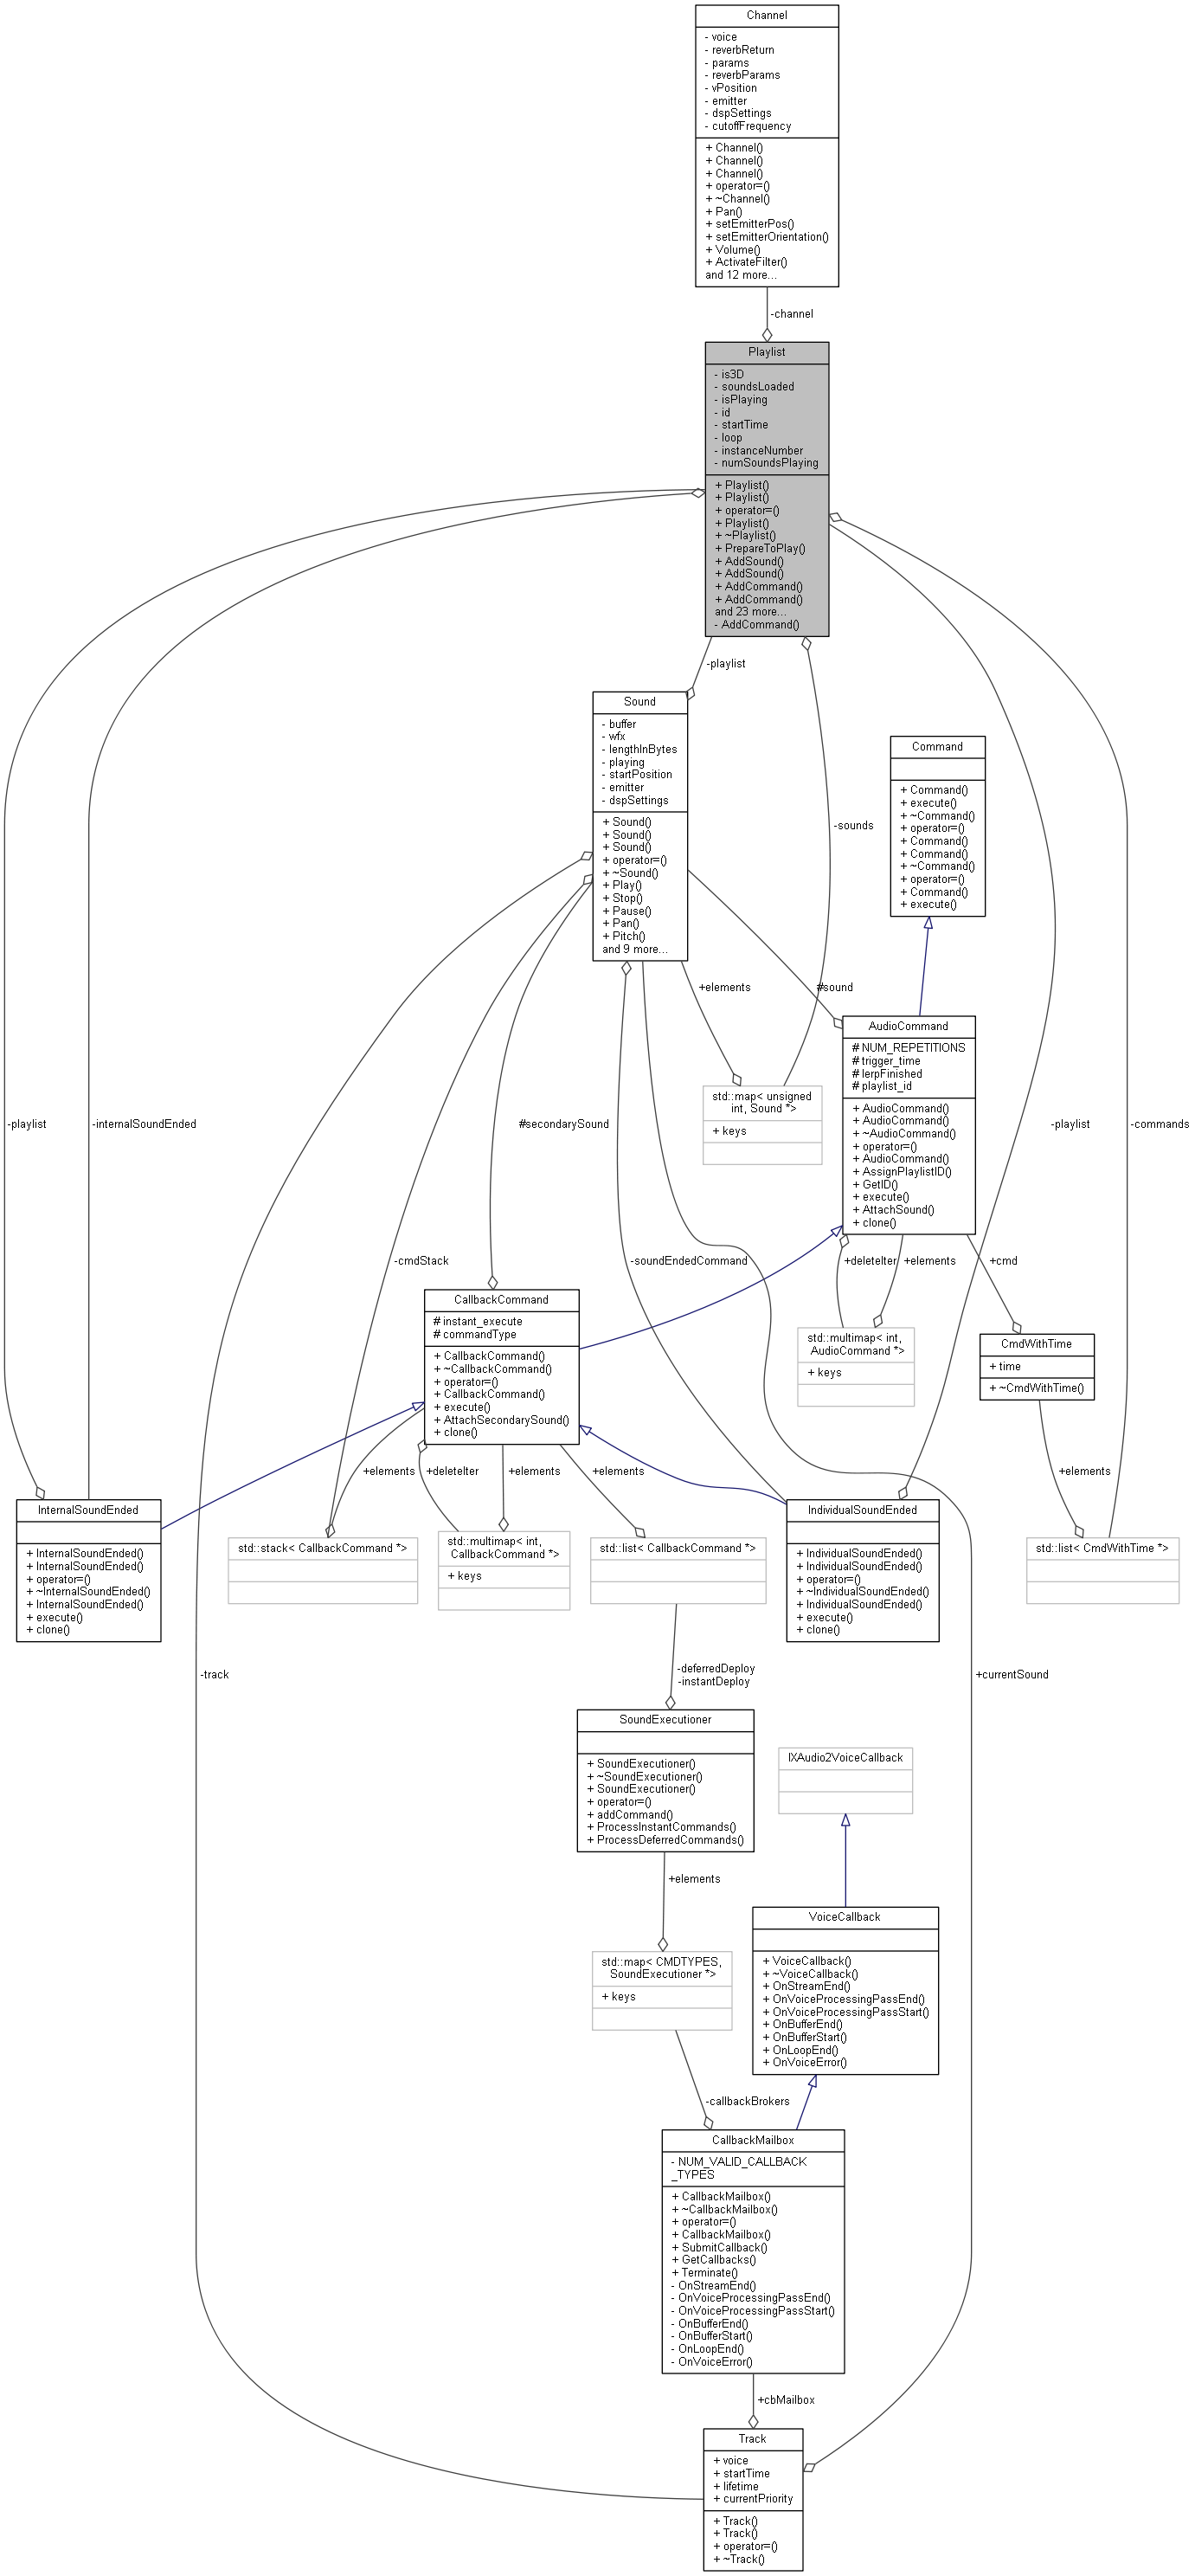 Channel
- voice
- reverbReturn
- params
- reverbParams
- vPosition
- emitter
- dspSettings
- cutoffFrequency
+ Channel()
+ Channel()
+ Channel()
+ operator=()
+ ~Channel()
+ Pan()
+ setEmitterPos()
+ setEmitterOrientation()
+ Volume()
+ ActivateFilter()
and 12 more...
-channel
Playlist
- is3D
- soundsLoaded
- isPlaying
- id
- startTime
- loop
- instanceNumber
- numSoundsPlaying
+ Playlist()
+ Playlist()
+ operator=()
+ Playlist()
+ ~Playlist()
+ PrepareToPlay()
+ AddSound()
+ AddSound()
+ AddCommand()
+ AddCommand()
and 23 more...
- AddCommand()
-playlist
Sound
- buffer
- wfx
- lengthInBytes
- playing
- startPosition
- emitter
- dspSettings
+ Sound()
+ Sound()
+ Sound()
+ operator=()
+ ~Sound()
+ Play()
+ Stop()
+ Pause()
+ Pan()
+ Pitch()
and 9 more...
-sounds
Command
+ Command()
+ execute()
+ ~Command()
+ operator=()
+ Command()
+ Command()
+ ~Command()
+ operator=()
+ Command()
+ execute()
+elements
#sound
AudioCommand
# NUM_REPETITIONS
# trigger_time
# lerpFinished
# playlist_id
+ AudioCommand()
+ AudioCommand()
+ ~AudioCommand()
+ operator=()
+ AudioCommand()
+ AssignPlaylistID()
+ GetID()
+ execute()
+ AttachSound()
+ clone()
std::map< unsigned
int, Sound *>
+ keys
-playlist
-internalSoundEnded
#secondarySound
-playlist
-commands
-cmdStack
-soundEndedCommand
+deleteIter
+elements
+cmd
CallbackCommand
# instant_execute
# commandType
+ CallbackCommand()
+ ~CallbackCommand()
+ operator=()
+ CallbackCommand()
+ execute()
+ AttachSecondarySound()
+ clone()
std::multimap< int,
AudioCommand *>
+ keys
CmdWithTime
+ time
+ ~CmdWithTime()
+elements
+deleteIter
+elements
+elements
+elements
InternalSoundEnded
+ InternalSoundEnded()
+ InternalSoundEnded()
+ operator=()
+ ~InternalSoundEnded()
+ InternalSoundEnded()
+ execute()
+ clone()
std::stack< CallbackCommand *>
std::multimap< int,
CallbackCommand *>
+ keys
std::list< CallbackCommand *>
IndividualSoundEnded
+ IndividualSoundEnded()
+ IndividualSoundEnded()
+ operator=()
+ ~IndividualSoundEnded()
+ IndividualSoundEnded()
+ execute()
+ clone()
std::list< CmdWithTime *>
-track
-deferredDeploy
-instantDeploy
+currentSound
SoundExecutioner
+ SoundExecutioner()
+ ~SoundExecutioner()
+ SoundExecutioner()
+ operator=()
+ addCommand()
+ ProcessInstantCommands()
+ ProcessDeferredCommands()
IXAudio2VoiceCallback
+elements
VoiceCallback
+ VoiceCallback()
+ ~VoiceCallback()
+ OnStreamEnd()
+ OnVoiceProcessingPassEnd()
+ OnVoiceProcessingPassStart()
+ OnBufferEnd()
+ OnBufferStart()
+ OnLoopEnd()
+ OnVoiceError()
std::map< CMDTYPES,
SoundExecutioner *>
+ keys
-callbackBrokers
CallbackMailbox
- NUM_VALID_CALLBACK
_TYPES
+ CallbackMailbox()
+ ~CallbackMailbox()
+ operator=()
+ CallbackMailbox()
+ SubmitCallback()
+ GetCallbacks()
+ Terminate()
- OnStreamEnd()
- OnVoiceProcessingPassEnd()
- OnVoiceProcessingPassStart()
- OnBufferEnd()
- OnBufferStart()
- OnLoopEnd()
- OnVoiceError()
+cbMailbox
Track
+ voice
+ startTime
+ lifetime
+ currentPriority
+ Track()
+ Track()
+ operator=()
+ ~Track()